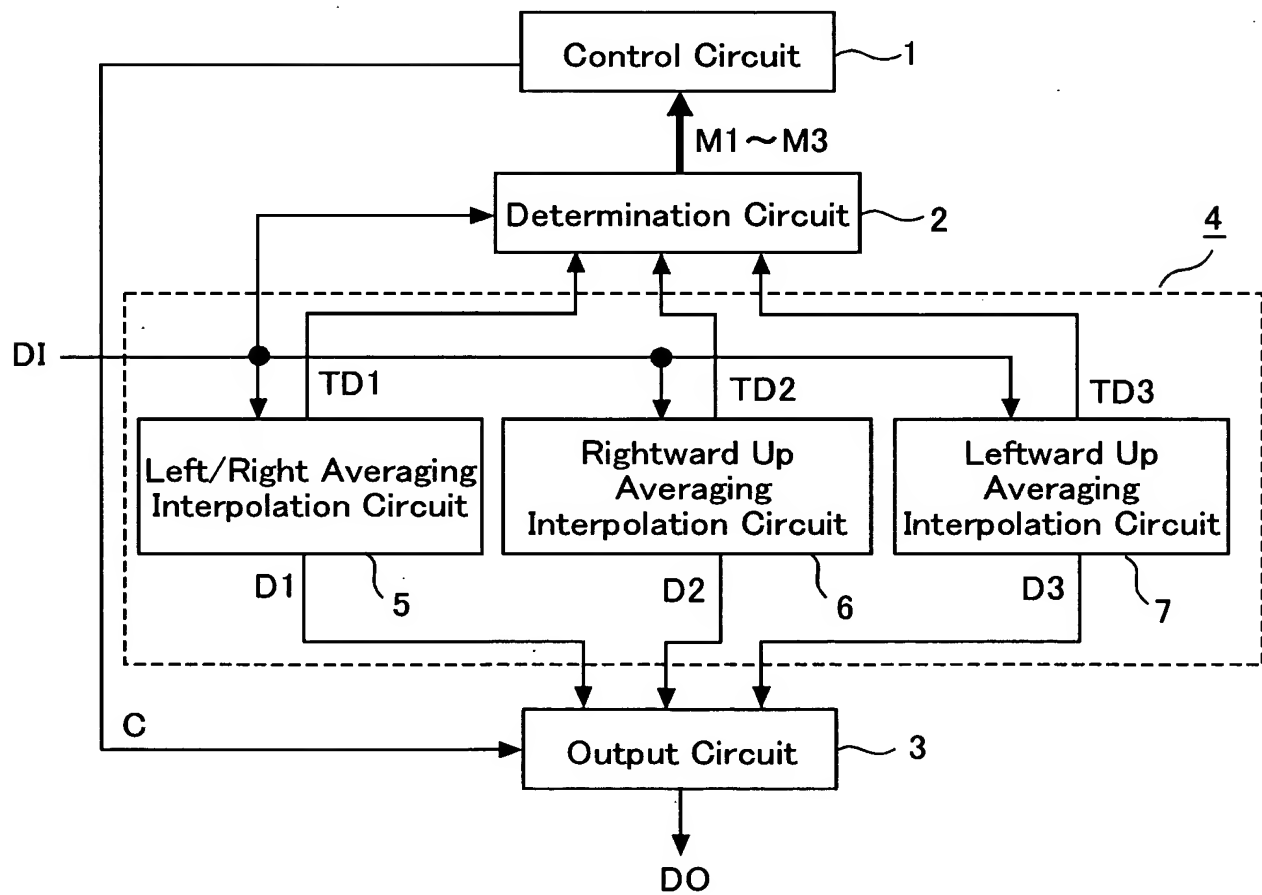 Control Circuit
1
M1～M3
Determination Circuit
2
4
DI
TD1
TD2
TD3
Left/Right Averaging
Interpolation Circuit
Rightward Up
Averaging
Interpolation Circuit
Leftward Up
Averaging
Interpolation Circuit
D1
5
D2
6
D3
7
C
Output Circuit
3
DO